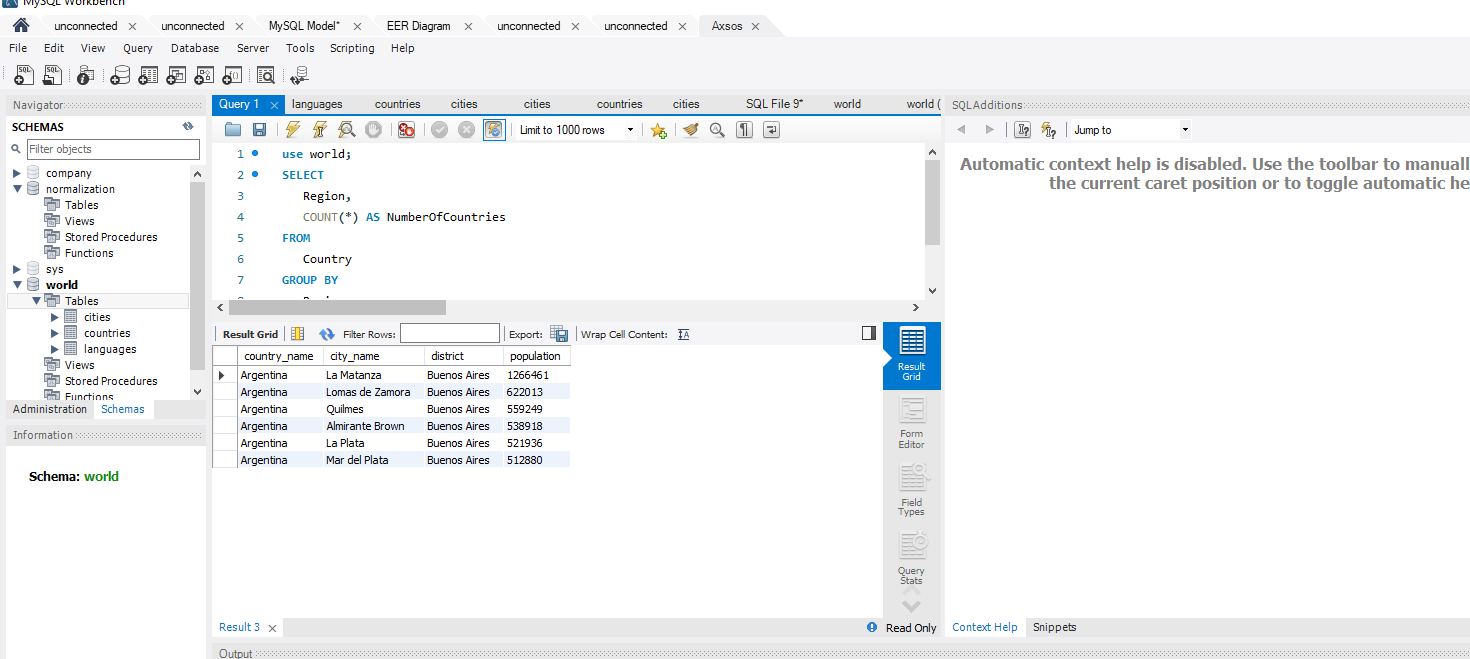 MySQL Workbench
unconnected unconnected MySQL Model* EER Diagram unconnected unconnected Axsos
File Edit View Query Database Server Tools Scripting Help
Navigator
SCHEMAS
Filter objects
company
normalization
Tables
Views
Stored Procedures
Functions
sys
world
Tables
cities
countries
languages
Views
Stored Procedures
Functions
Administration Schemas
Information
Schema: world
Query 1 languages countries cities cities countries cities SQL File 9* world world (
Limit to 1000 rows
1 use world;
2 SELECT
3 Region,
4 COUNT(*) AS NumberOfCountries
5 FROM
6 Country
7 GROUP BY
Result Grid Filter Rows: Export: Wrap Cell Content:
country_name city_name district population
Argentina La Matanza Buenos Aires 1266461
Argentina Lomas de Zamora Buenos Aires 622013
Argentina Quilmes Buenos Aires 559249
Argentina Almirante Brown Buenos Aires 538918
Argentina La Plata Buenos Aires 521936
Argentina Mar del Plata Buenos Aires 512880
Result
Grid
Form
Editor
Field
Types
Query
Stats
Result 3 Read Only
Output
SQLAdditions
Jump to
Automatic context help is disabled. Use the toolbar to manuall
the current caret position or to toggle automatic he
Context Help Snippets